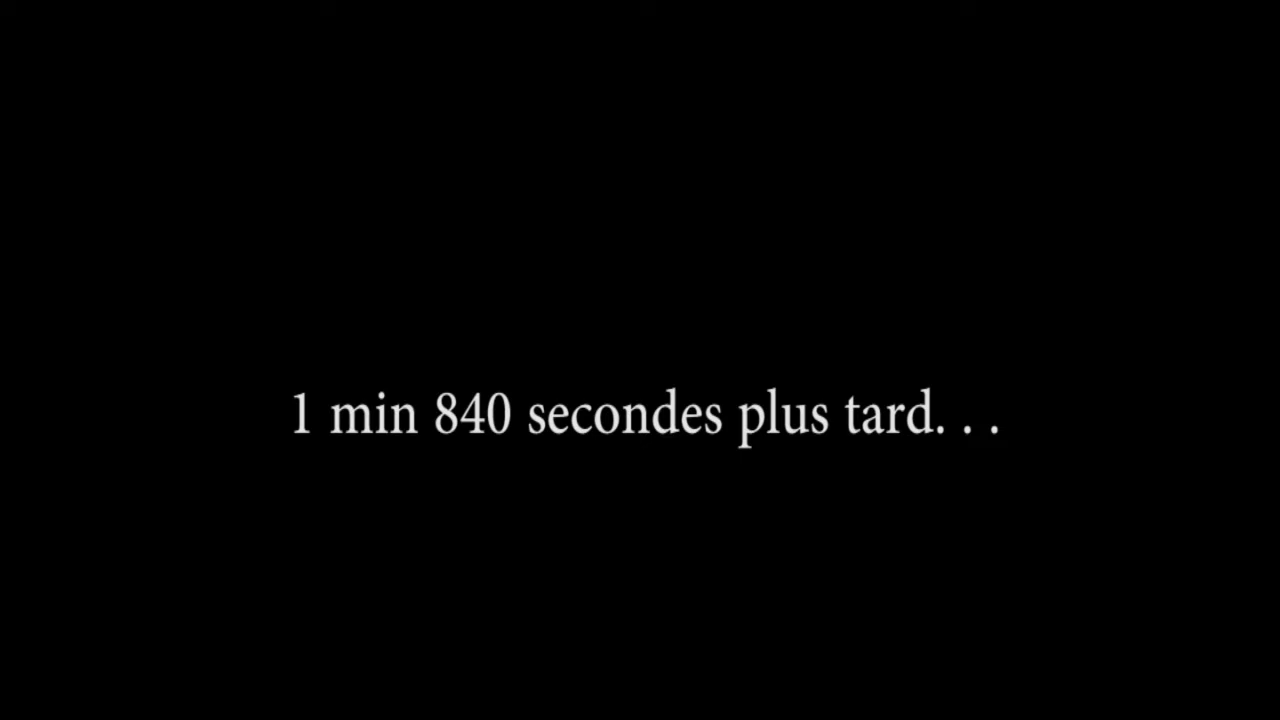 1 min 840 secondes plus tard. . .